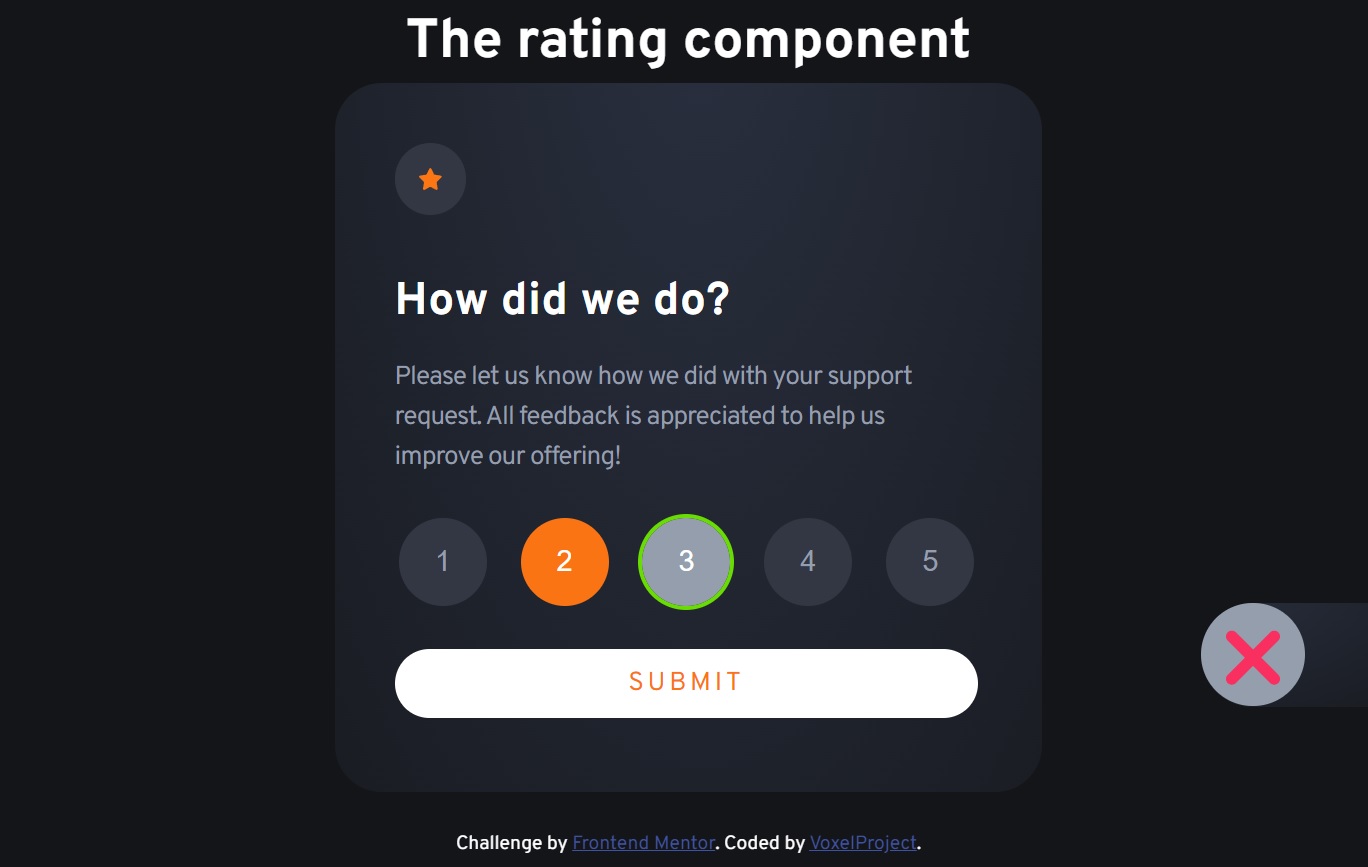 The rating component
How did we do?
Please let us know how we did with your support
request. All feedback is appreciated to help us
improve our offering!
1 2 3 4 5
SUBMIT
Challenge by Frontend Mentor. Coded by VoxelProject.